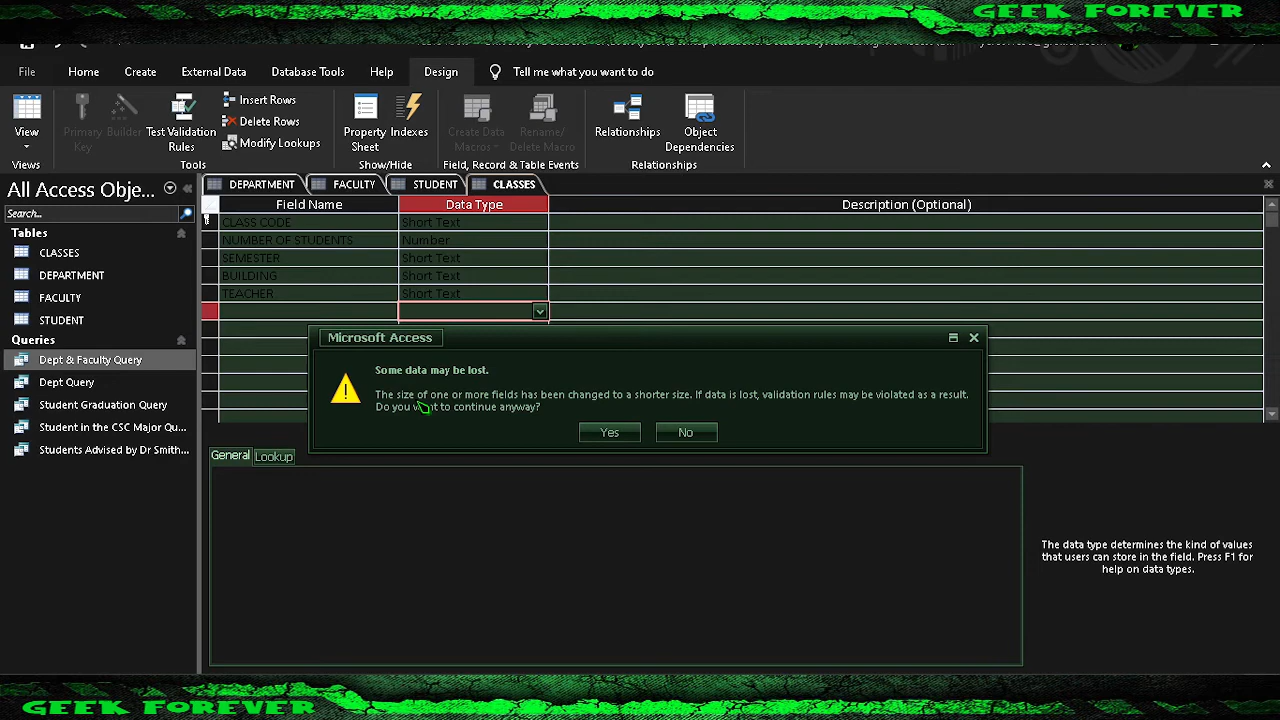 GEEK FOREVER
File
Home
Create
External Data
Database Tools
Help
Design
Tell me what you want to do
View
Primary Key
Builder
Test Validation Rules
Insert Rows
Delete Rows
Modify Lookups
Property Sheet
Indexes
Create Data Macros
Rename/ Delete Macro
Relationships
Object Dependencies
Views
Tools
Show/Hide
Field, Record & Table Events
Relationships
All Access Obje...
Search...
Tables
CLASSES
DEPARTMENT
FACULTY
STUDENT
Queries
Dept & Faculty Query
Dept Query
Student Graduation Query
Student in the CSC Major Qu...
Students Advised by Dr Smith...
DEPARTMENT
FACULTY
STUDENT
CLASSES
Field Name
Data Type
Description (Optional)
CLASS CODE
Short Text
NUMBER OF STUDENTS
Number
SEMESTER
Short Text
BUILDING
Short Text
TEACHER
Short Text
Microsoft Access
Some data may be lost.
The size of one or more fields has been changed to a shorter size. If data is lost, validation rules may be violated as a result.
Do you want to continue anyway?
Yes
No
General
Lookup
The data type determines the kind of values
that users can store in the field. Press F1 for
help on data types.
GEEK FOREVER